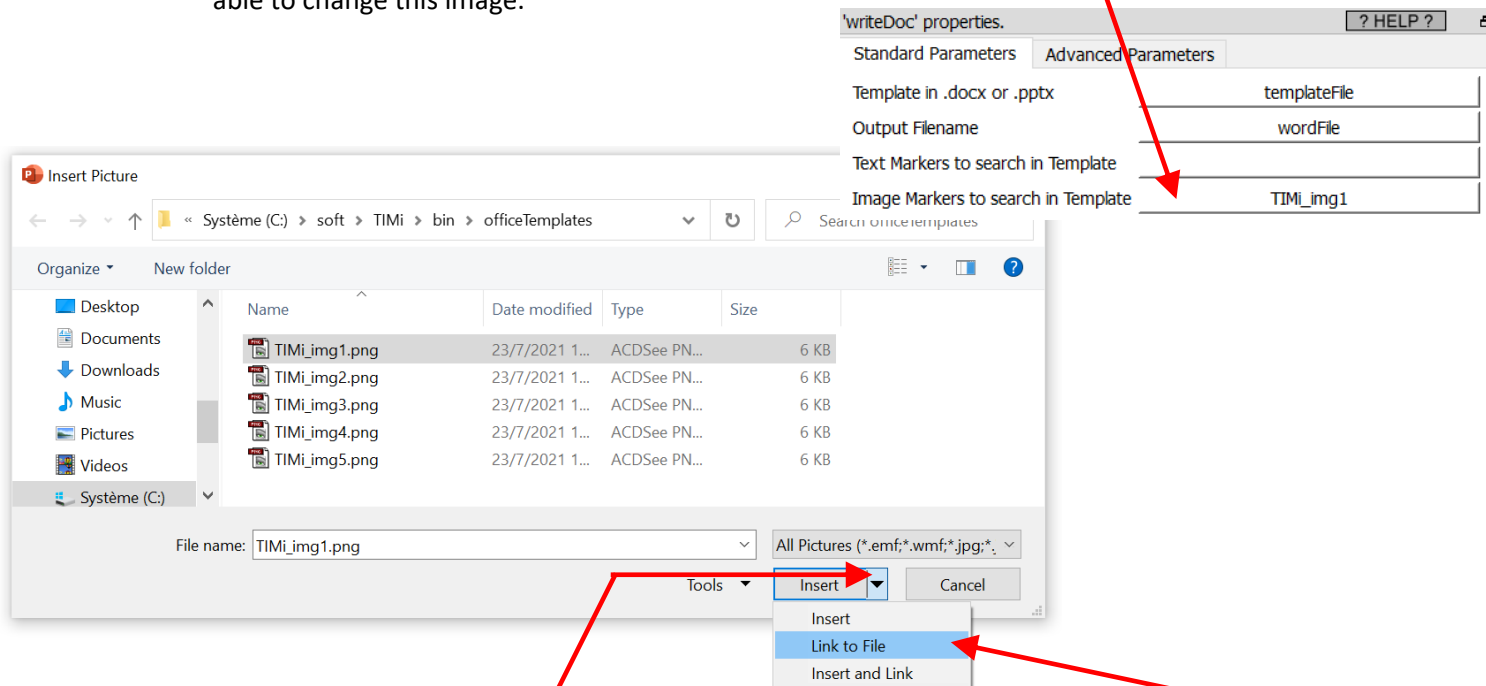 able to change this image.
'writeDoc' properties.
? HELP ?
Standard Parameters Advanced Parameters
Template in .docx or .pptx templateFile
Output Filename wordFile
Text Markers to search in Template
Image Markers to search in Template TIMi_img1
Insert Picture
« Système (C:) > soft > TIMi > bin > officeTemplates
Search officeTemplates
Organize New folder
Desktop
Documents
Downloads
Music
Pictures
Videos
Système (C:)
Name Date modified Type Size
TIMi_img1.png 23/7/2021 1... ACDSee PN... 6 KB
TIMi_img2.png 23/7/2021 1... ACDSee PN... 6 KB
TIMi_img3.png 23/7/2021 1... ACDSee PN... 6 KB
TIMi_img4.png 23/7/2021 1... ACDSee PN... 6 KB
TIMi_img5.png 23/7/2021 1... ACDSee PN... 6 KB
File name: TIMi_img1.png
All Pictures (*.emf;*.wmf;*.jpg;*.
Tools Insert Cancel
Insert
Link to File
Insert and Link